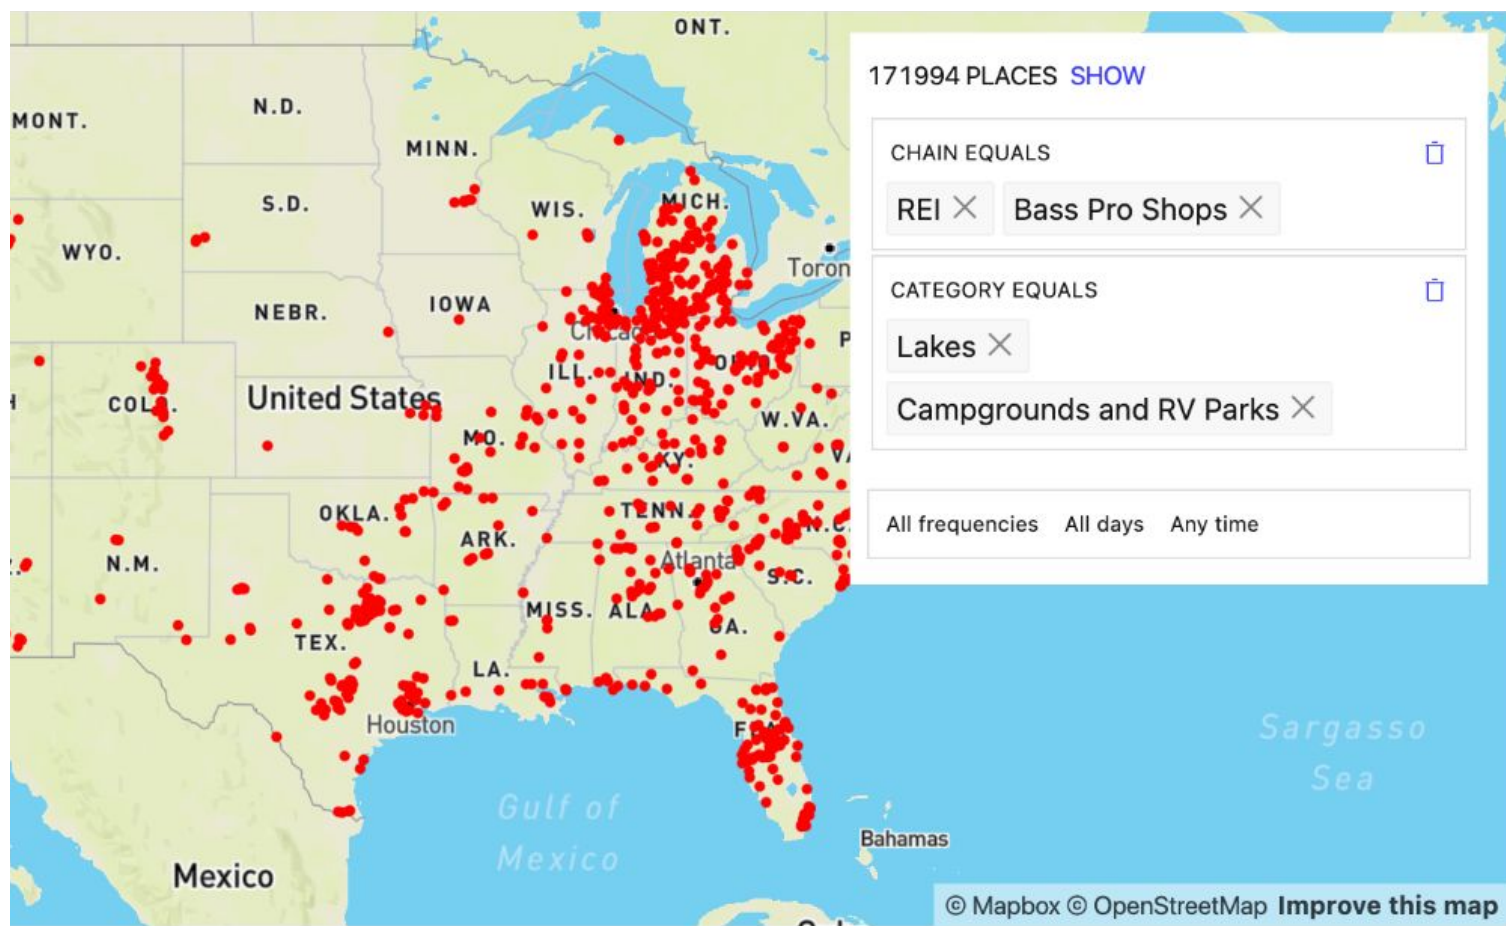 ONT.
171994 PLACES SHOW
N.D.
MONT.
MINN.
CHAIN EQUALS
S.D.
WIS.
MICH.
REI
Bass Pro Shops
WYO.
Toron
CATEGORY EQUALS
NEBR.
IOWA
Lakes
ILL.
IND.
United States
Campgrounds and RV Parks
W.VA.
MO.
KY.
OKLA.
TENN.
All frequencies All days Any time
ARK.
N.M.
Atlanta
S.C.
MISS.
ALA
GA.
TEX.
LA.
Houston
Sargasso
Sea
Gulf of
Mexico
Bahamas
Mexico
© Mapbox © OpenStreetMap Improve this map